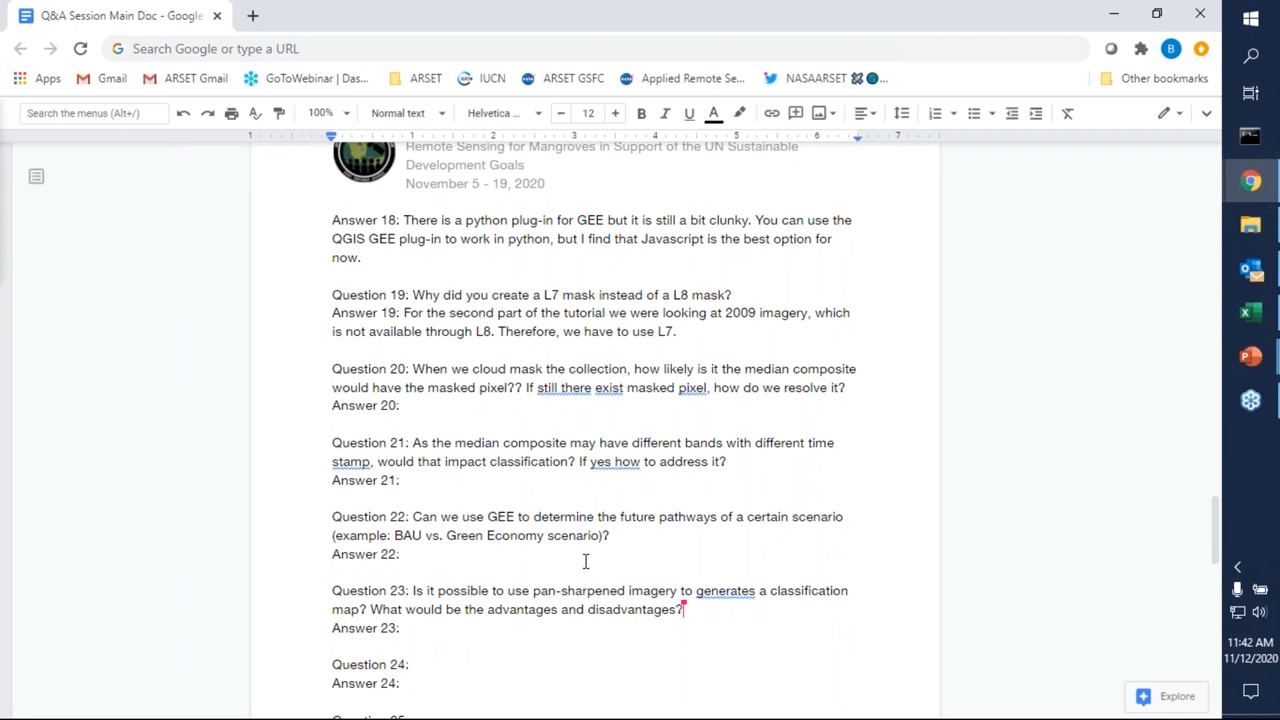 Q&A Session Main Doc - Google
Search Google or type a URL
Apps
Gmail
ARSET Gmail
GoToWebinar | Das...
ARSET
IUCN
ARSET GSFC
Applied Remote Se...
NASAARSET
Other bookmarks
Search the menus (Alt+/)
100%
Normal text
Helvetica ...
12
B I U A
1 1 2 3 4 5 6 7
Remote Sensing for Mangroves in Support of the UN Sustainable
Development Goals
November 5 - 19, 2020
Answer 18: There is a python plug-in for GEE but it is still a bit clunky. You can use the
QGIS GEE plug-in to work in python, but I find that Javascript is the best option for
now.
Question 19: Why did you create a L7 mask instead of a L8 mask?
Answer 19: For the second part of the tutorial we were looking at 2009 imagery, which
is not available through L8. Therefore, we have to use L7.
Question 20: When we cloud mask the collection, how likely is it the median composite
would have the masked pixel?? If still there exist masked pixel, how do we resolve it?
Answer 20:
Question 21: As the median composite may have different bands with different time
stamp, would that impact classification? If yes how to address it?
Answer 21:
Question 22: Can we use GEE to determine the future pathways of a certain scenario
(example: BAU vs. Green Economy scenario)?
Answer 22:
Question 23: Is it possible to use pan-sharpened imagery to generates a classification
map? What would be the advantages and disadvantages?
Answer 23:
Question 24:
Answer 24:
Explore
11:42 AM
11/12/2020